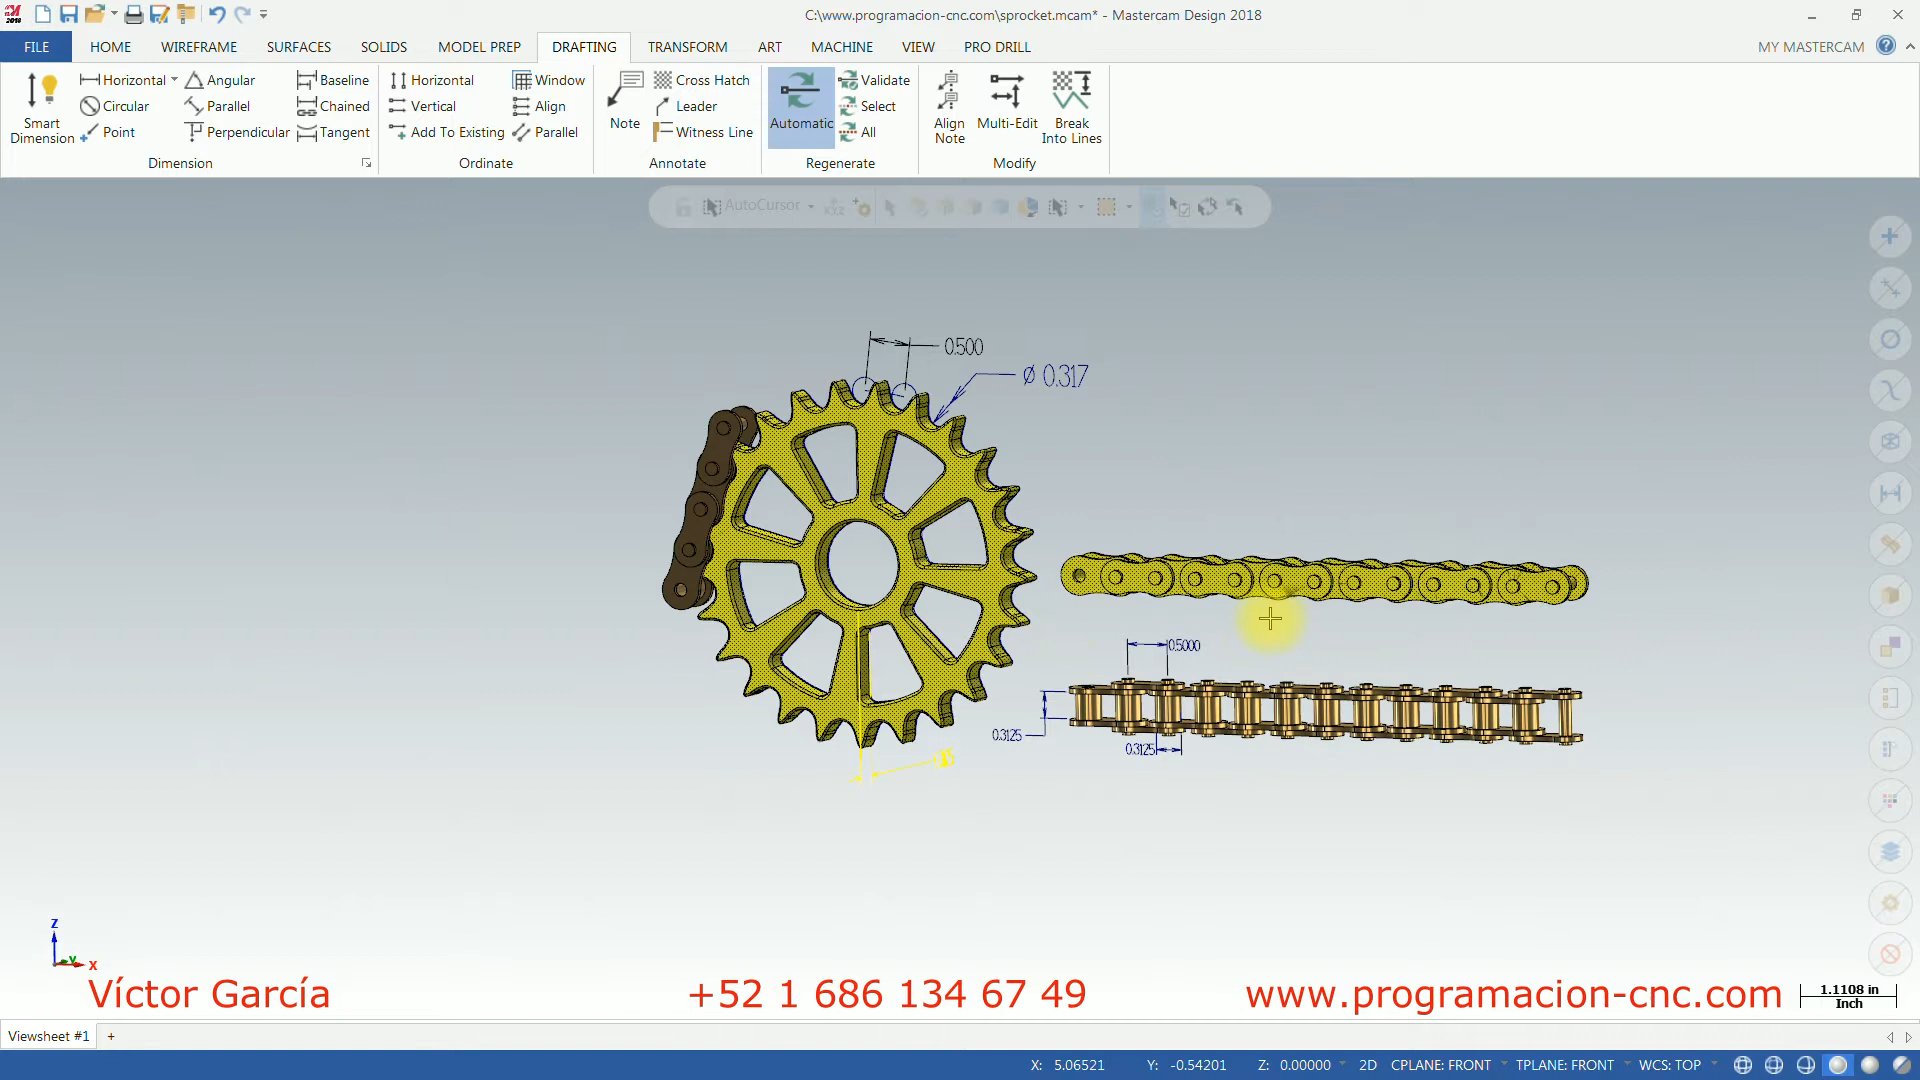 C:\www.programacion-cnc.com\sprocket.mcam* - Mastercam Design 2018
FILE HOME WIREFRAME SURFACES SOLIDS MODEL PREP DRAFTING TRANSFORM ART MACHINE VIEW PRO DRILL MY MASTERCAM
Smart Dimension
Horizontal
Circular
Point
Angular
Parallel
Perpendicular
Baseline
Chained
Tangent
Dimension
Horizontal
Vertical
Add To Existing
Window
Align
Parallel
Ordinate
Note
Cross Hatch
Leader
Witness Line
Annotate
Automatic
Validate
Select
All
Regenerate
Align Note
Multi-Edit
Break Into Lines
Modify
AutoCursor
0.500
Ø 0.317
0.5000
0.3125
0.3125
Z
Y
X
Víctor García +52 1 686 134 67 49 www.programacion-cnc.com
1.1108 in
Inch
Viewsheet #1 +
X: 5.06521 Y: -0.54201 Z: 0.00000 2D CPLANE: FRONT TPLANE: FRONT WCS: TOP